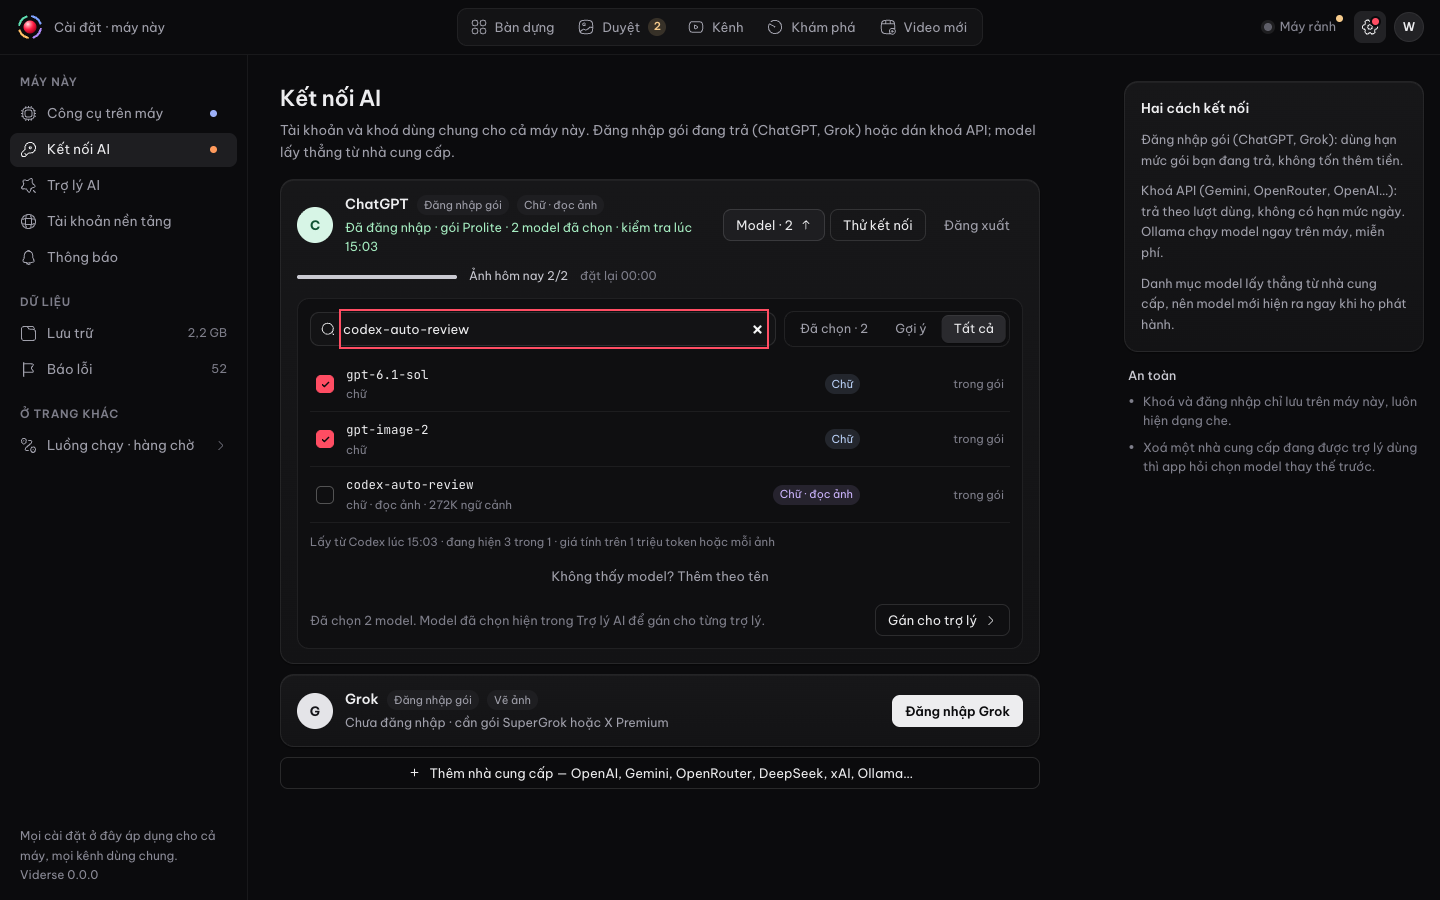 Cài đặt · máy này
Bàn dựng
Duyệt 2
Kênh
Khám phá
Video mới
Máy rảnh
W
MÁY NÀY
Công cụ trên máy
Kết nối AI
Trợ lý AI
Tài khoản nền tảng
Thông báo
DỮ LIỆU
Lưu trữ 2,2 GB
Báo lỗi 52
Ở TRANG KHÁC
Luồng chạy · hàng chờ
Mọi cài đặt ở đây áp dụng cho cả
máy, mọi kênh dùng chung.
Viderse 0.0.0
Kết nối AI
Tài khoản và khoá dùng chung cho cả máy này. Đăng nhập gói đang trả (ChatGPT, Grok) hoặc dán khoá API; model
lấy thẳng từ nhà cung cấp.
C
ChatGPT Đăng nhập gói Chữ · đọc ảnh
Đã đăng nhập · gói Prolite · 2 model đã chọn · kiểm tra lúc
15:03
Model · 2 ↑
Thử kết nối
Đăng xuất
Ảnh hôm nay 2/2 đặt lại 00:00
codex-auto-review
Đã chọn · 2
Gợi ý
Tất cả
gpt-6.1-sol
chữ
Chữ
trong gói
gpt-image-2
chữ
Chữ
trong gói
codex-auto-review
chữ · đọc ảnh · 272K ngữ cảnh
Chữ · đọc ảnh
trong gói
Lấy từ Codex lúc 15:03 · đang hiện 3 trong 1 · giá tính trên 1 triệu token hoặc mỗi ảnh
Không thấy model? Thêm theo tên
Đã chọn 2 model. Model đã chọn hiện trong Trợ lý AI để gán cho từng trợ lý.
Gán cho trợ lý
G
Grok Đăng nhập gói Vẽ ảnh
Chưa đăng nhập · cần gói SuperGrok hoặc X Premium
Đăng nhập Grok
+ Thêm nhà cung cấp — OpenAI, Gemini, OpenRouter, DeepSeek, xAI, Ollama...
Hai cách kết nối
Đăng nhập gói (ChatGPT, Grok): dùng hạn
mức gói bạn đang trả, không tốn thêm tiền.
Khoá API (Gemini, OpenRouter, OpenAI...):
trả theo lượt dùng, không có hạn mức ngày.
Ollama chạy model ngay trên máy, miễn
phí.
Danh mục model lấy thẳng từ nhà cung
cấp, nên model mới hiện ra ngay khi họ phát
hành.
An toàn
• Khoá và đăng nhập chỉ lưu trên máy này, luôn
hiện dạng che.
• Xoá một nhà cung cấp đang được trợ lý dùng
thì app hỏi chọn model thay thế trước.